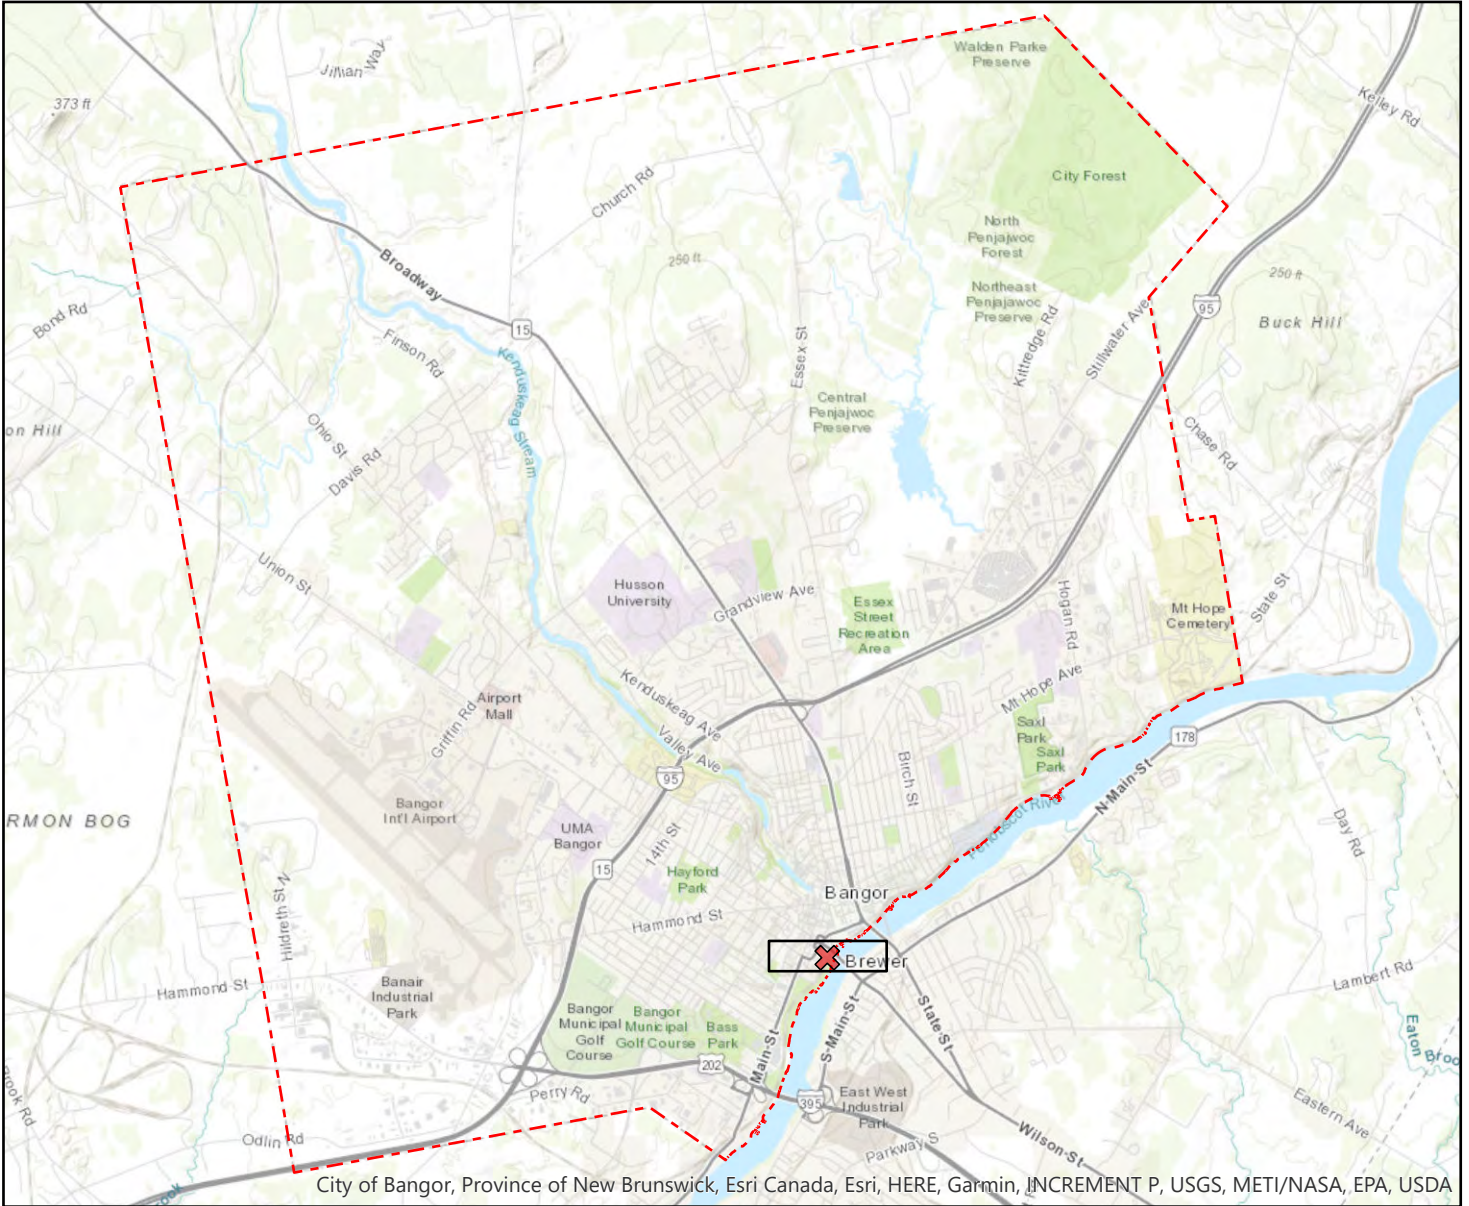 Walden Parke
Preserve
Jillian Way
373 ft
Kelley Rd
City Forest
Church Rd
North
Penjajwoc
Forest
Broadway
250 ft
250 ft
Northeast
Penjajawoc
Preserve
95
Buck Hill
Bond Rd
15
Finson Rd
Kenduskeag Stream
Essex St
Kittredge Rd
Stillwater Ave
Central
Penjajwoc
Preserve
on Hill
Ohio St
Davis Rd
Chase Rd
Union St
Husson
University
Grandview Ave
Essex
Street
Recreation
Area
Hogan Rd
Mt Hope
Cemetery
State St
Kenduskeag Ave
Mt Hope Ave
Airport
Mall
Griffin Rd
Valley Ave
Saxl
Park
Saxl
Park
178
95
Birch St
N-Main-St
Penobscot River
RMON BOG
Bangor
Int'l Airport
UMA
Bangor
14th St
Day Rd
15
Hayford
Park
Bangor
N Hildreth St
Hammond St
Brewer
Hammond St
Banair
Industrial
Park
Lambert Rd
Bangor
Municipal
Golf
Course
Bangor
Municipal
Golf Course
Bass
Park
Main-St
S-Main-St
State-St
Eaton Broo
202
Perry Rd
395
East West
Industrial
Park
rook Rd
Eastern Ave
Odlin Rd
Parkway S
Wilson-St
ook
City of Bangor, Province of New Brunswick, Esri Canada, Esri, HERE, Garmin, INCREMENT P, USGS, METI/NASA, EPA, USDA